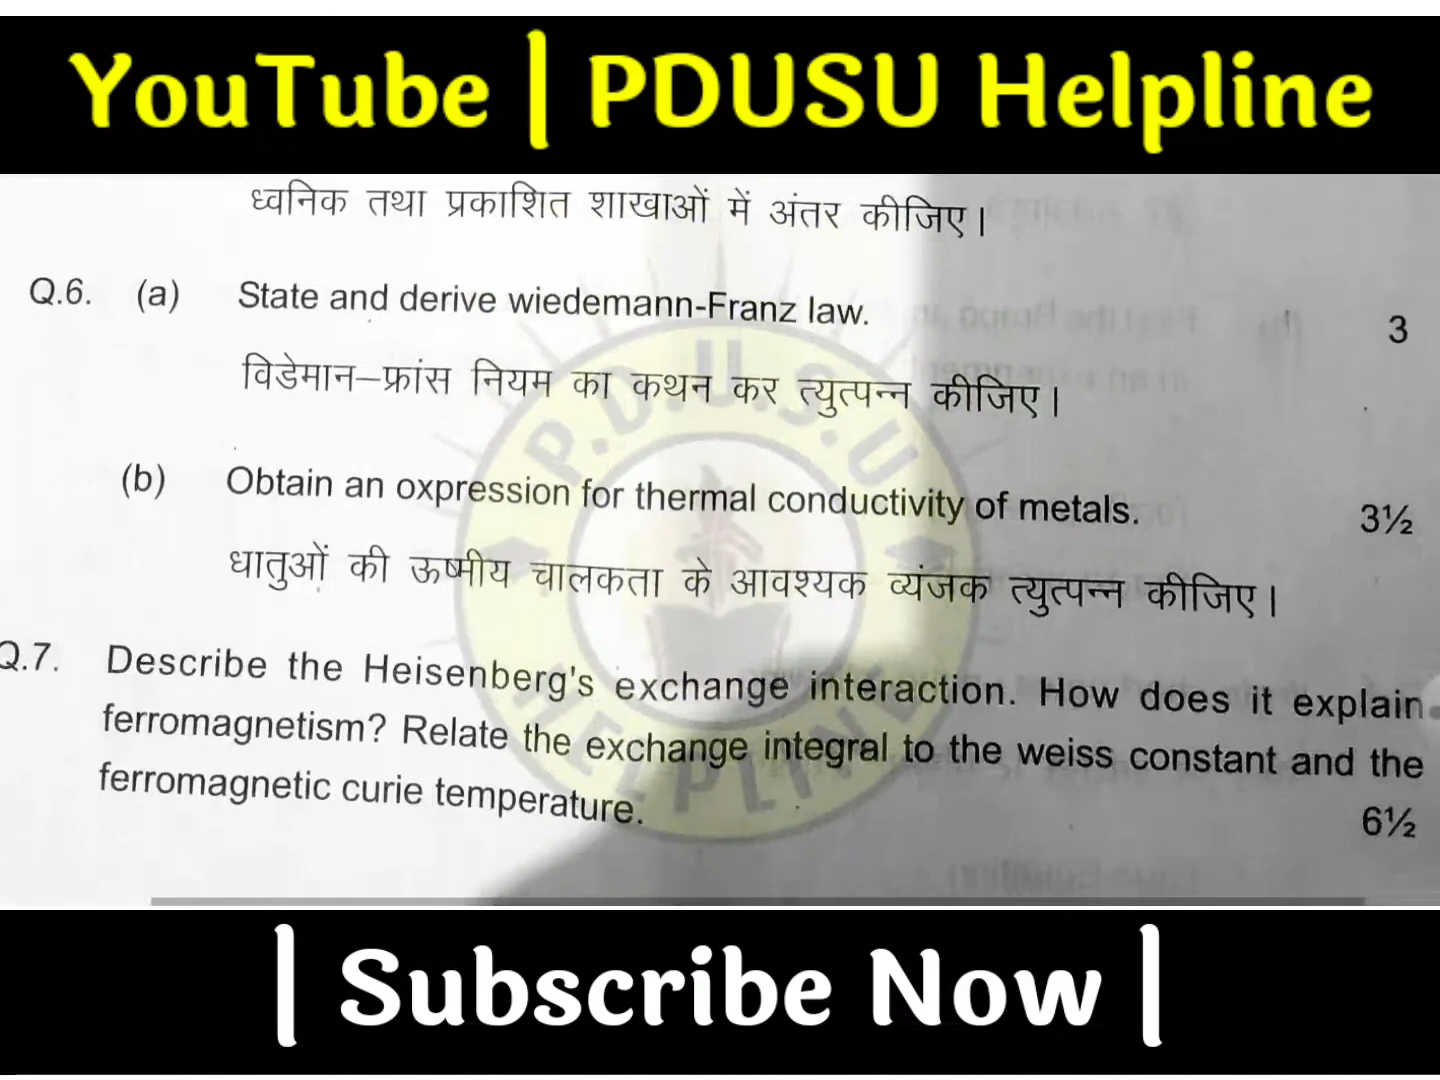 YouTube | PDUSU Helpline
ध्वनिक तथा प्रकाशित शाखाओं में अंतर कीजिए।
Q.6. (a) State and derive wiedemann-Franz law. 3
विडेमान–फ्रांस नियम का कथन कर त्युत्पन्न कीजिए।
(b) Obtain an oxpression for thermal conductivity of metals. 3½
धातुओं की ऊष्मीय चालकता के आवश्यक व्यंजक त्युत्पन्न कीजिए।
Q.7. Describe the Heisenberg's exchange interaction. How does it explain
ferromagnetism? Relate the exchange integral to the weiss constant and the
ferromagnetic curie temperature. 6½
P.D.U.S.U
HELPLINE
| Subscribe Now |